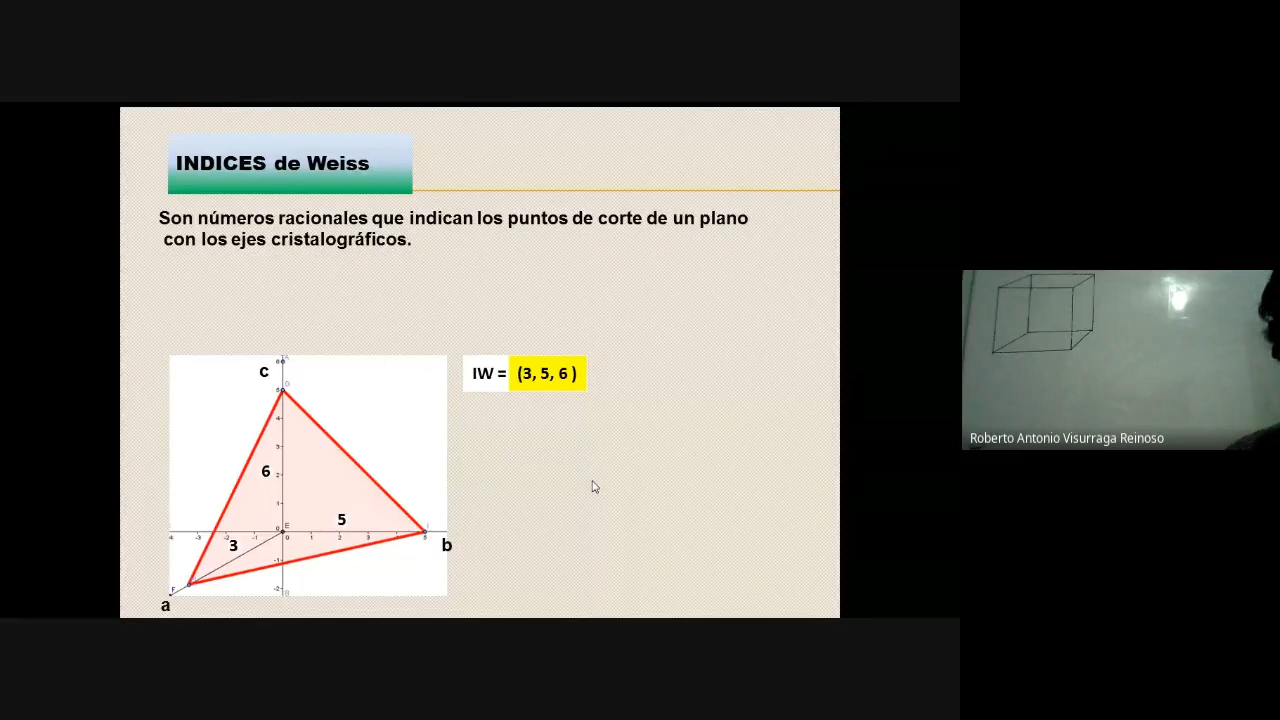 INDICES de Weiss
Son números racionales que indican los puntos de corte de un plano
con los ejes cristalográficos.
c
IW = (3, 5, 6 )
6
5
3
b
a
Roberto Antonio Visurraga Reinoso